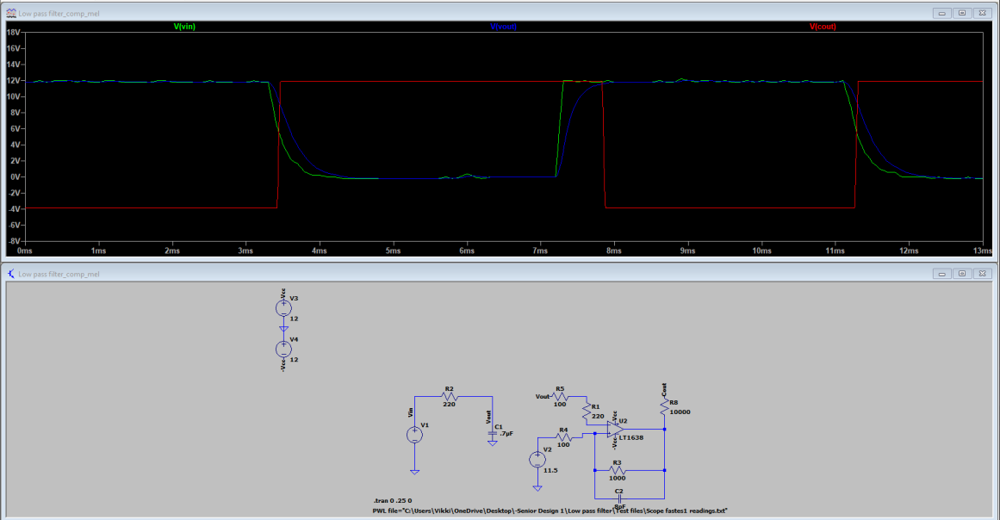 Low pass filter_comp_mel
V(vin) V(vout) V(cout)
18V
16V
14V
12V
10V
8V
6V
4V
2V
0V
-2V
-4V
-6V
-8V
0ms 1ms 2ms 3ms 4ms 5ms 6ms 7ms 8ms 9ms 10ms 11ms 12ms 13ms
Low pass filter_comp_mel
V3
12
V4
12
-Vcc
R2
220
Vin
V1
Vout
C1
.7µF
Vout
R5
100
R1
220
U2
LT1638
-Vcc
R4
100
V2
11.5
R3
1000
C2
8pF
R8
10000
.tran 0 .25 0
PWL file="C:\Users\Vikki\OneDrive\Desktop\-Senior Design 1\Low pass filter\Test files\Scope fastes1 readings.txt"